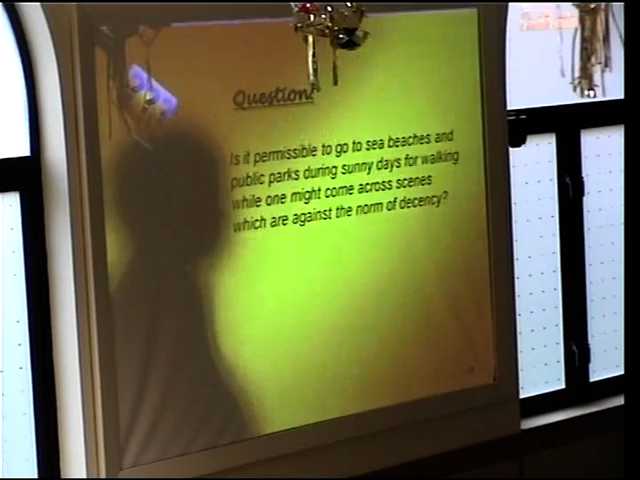 Question:
Is it permissible to go to sea beaches and
public parks during sunny days for walking
while one might come across scenes
which are against the norm of decency?